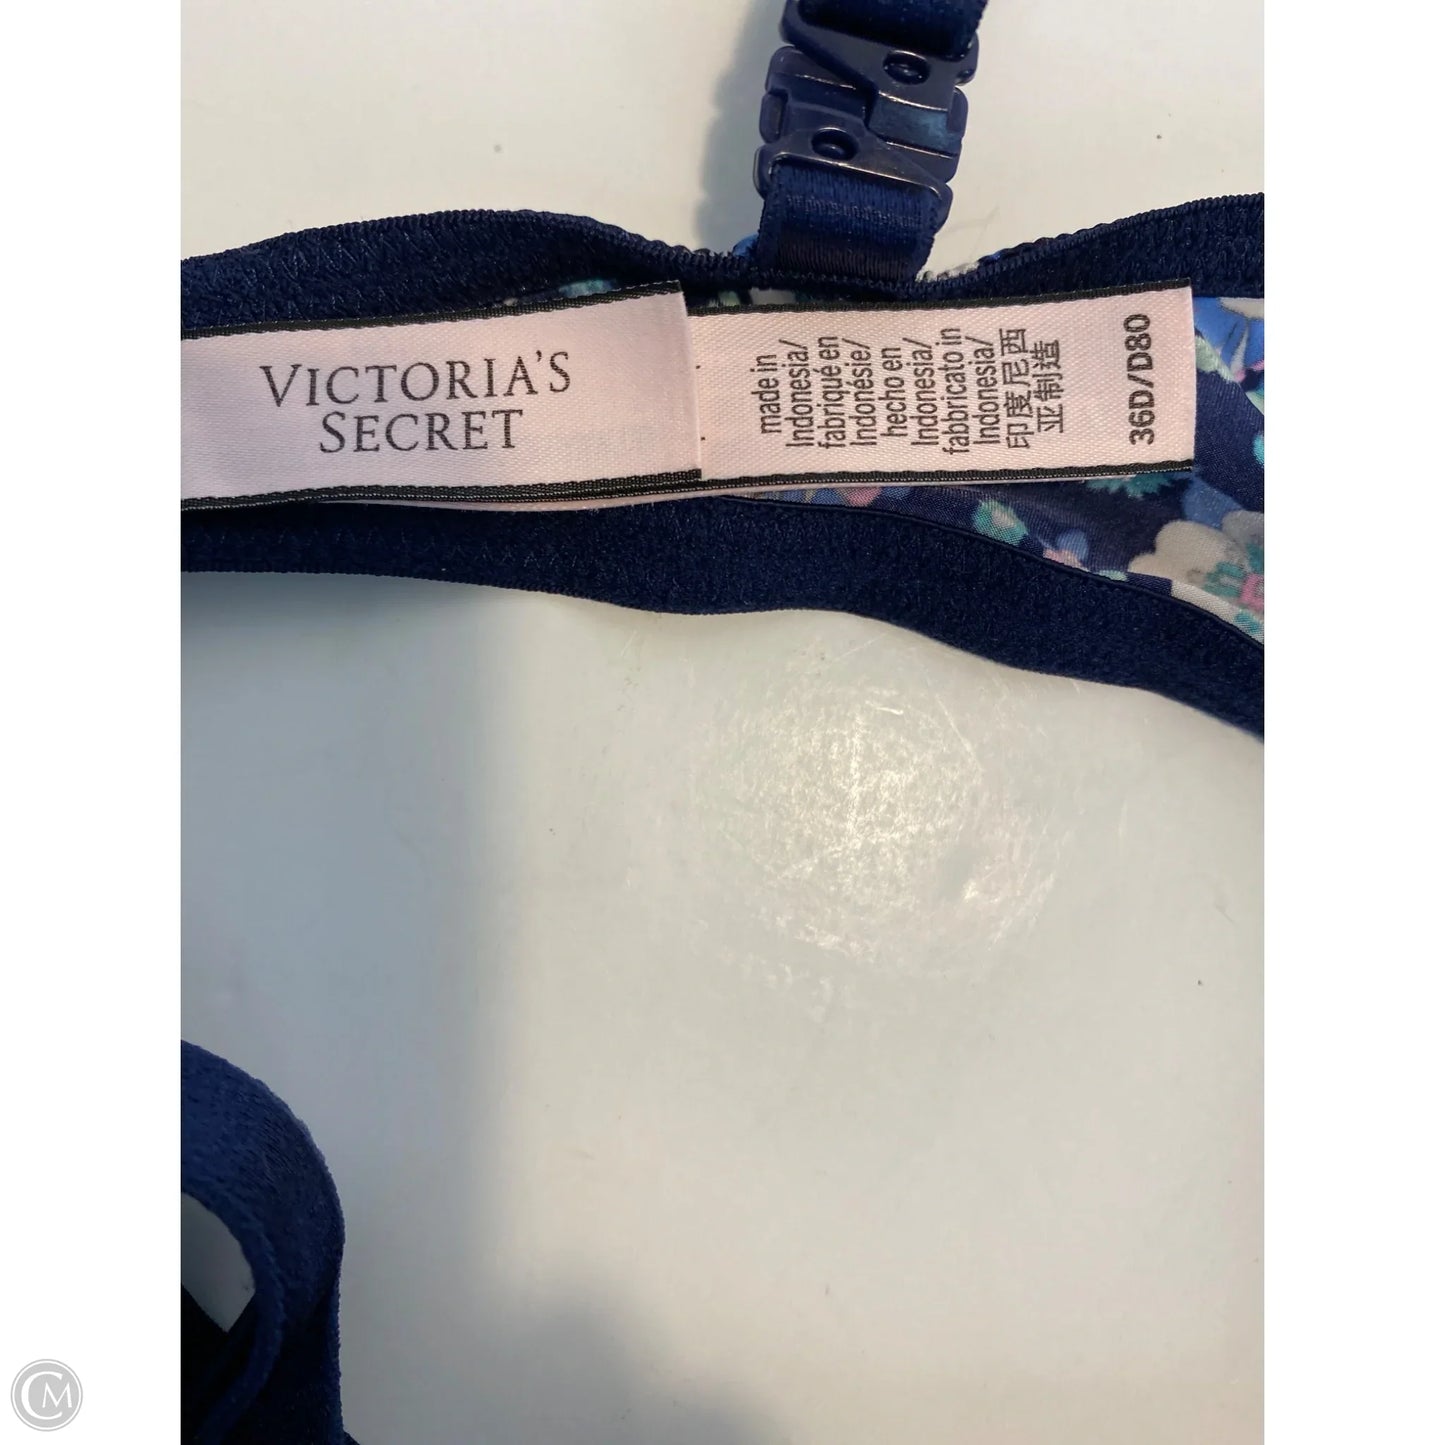 VICTORIA'S
SECRET
made in
Indonesia/
fabriqué en
Indonésie/
hecho en
Indonesia/
fabbricato in
Indonesia/
印度尼西
亚制造
36D/D80
CM